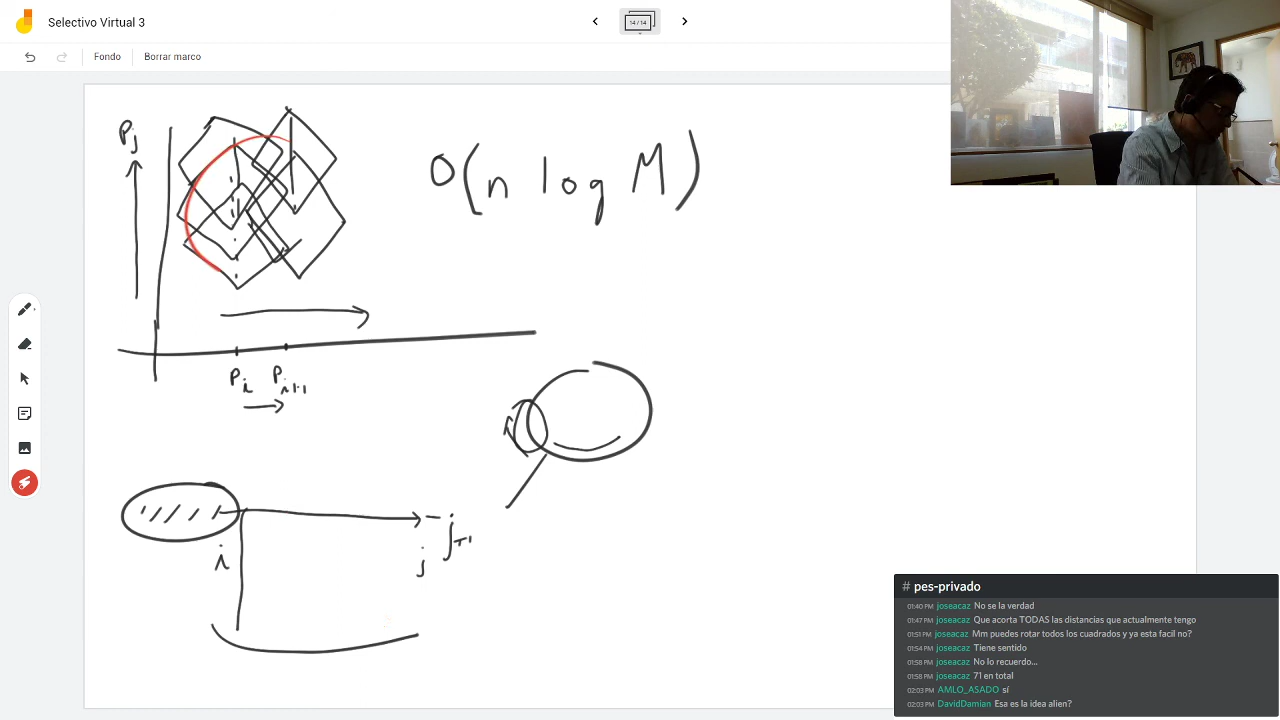 Selectivo Virtual 3
14 / 14
Fondo
Borrar marco
Pj
O(n log M)
Pi Pi+1
i
j
j+1
# pes-privado
01:40 PM joseacaz No se la verdad
01:47 PM joseacaz Que acorta TODAS las distancias que actualmente tengo
01:51 PM joseacaz Mm puedes rotar todos los cuadrados y ya esta facil no?
01:54 PM joseacaz Tiene sentido
01:58 PM joseacaz No lo recuerdo...
01:58 PM joseacaz 71 en total
02:03 PM AMLO_ASADO sí
02:03 PM DavidDamian Esa es la idea alien?